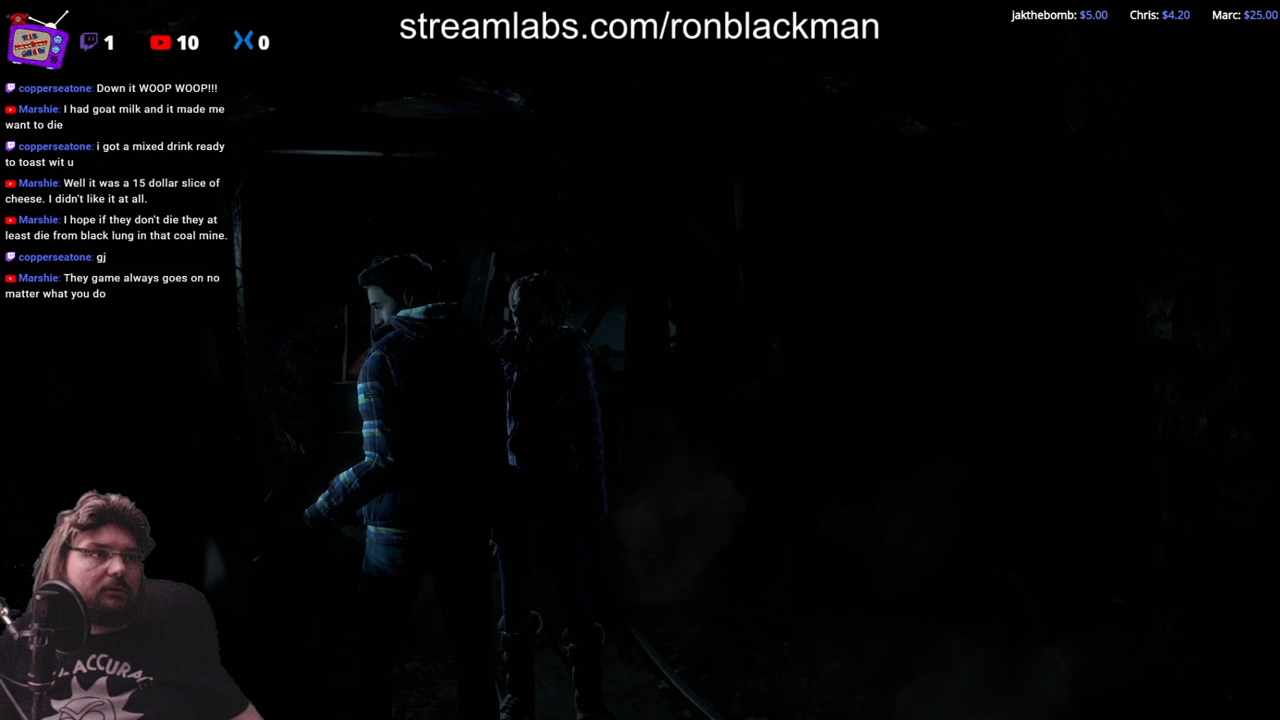 streamlabs.com/ronblackman
jakthebomb: $5.00 Chris: $4.20 Marc: $25.00
1 10 0
copperseatone: Down it WOOP WOOP!!!
Marshie: I had goat milk and it made me
want to die
copperseatone: i got a mixed drink ready
to toast wit u
Marshie: Well it was a 15 dollar slice of
cheese. I didn't like it at all.
Marshie: I hope if they don't die they at
least die from black lung in that coal mine.
copperseatone: gj
Marshie: They game always goes on no
matter what you do